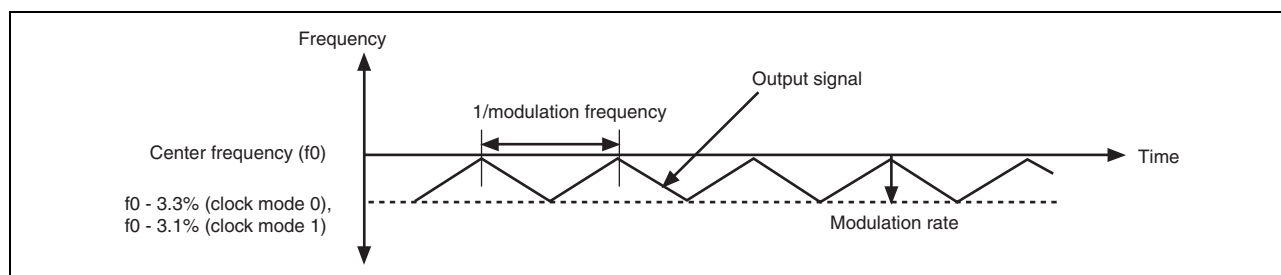 Frequency
Output signal
1/modulation frequency
Center frequency (f0)
Time
f0 - 3.3% (clock mode 0),
f0 - 3.1% (clock mode 1)
Modulation rate